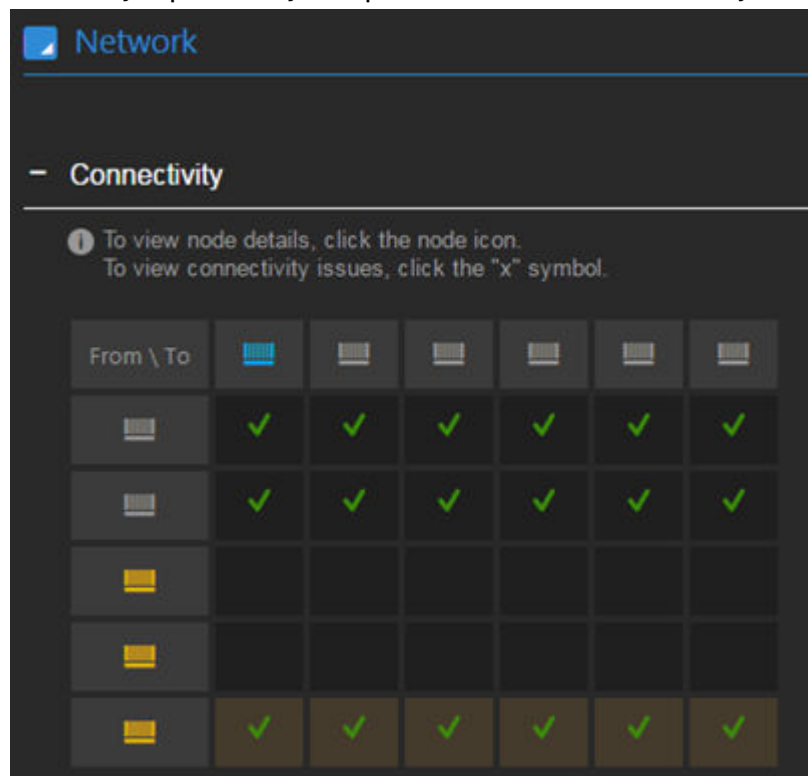 Network
− Connectivity
To view node details, click the node icon.
To view connectivity issues, click the "x" symbol.
From \ To